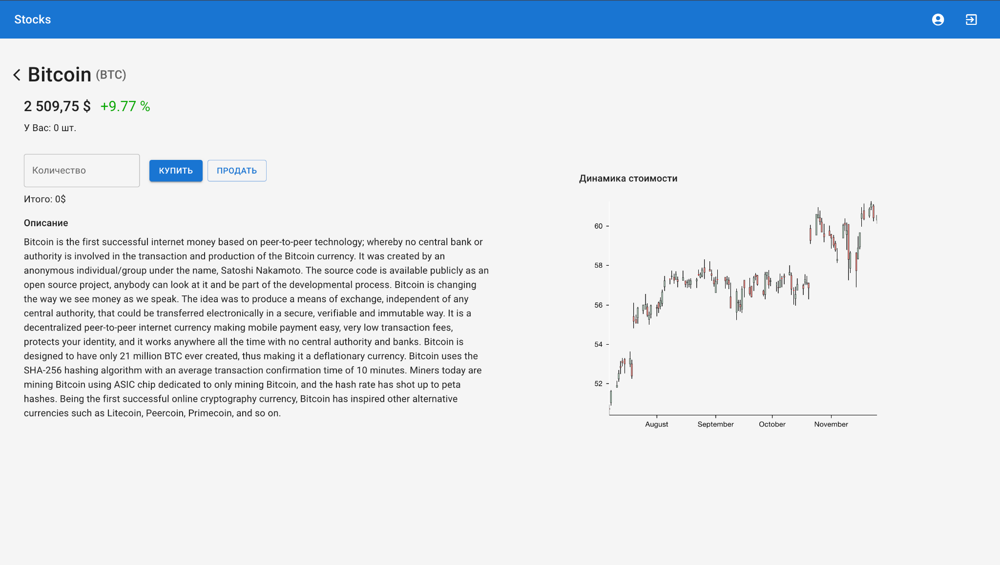 Stocks
Bitcoin (BTC)
2 509,75 $ +9.77 %
У Вас: 0 шт.
Количество
КУПИТЬ
ПРОДАТЬ
Итого: 0$
Описание
Bitcoin is the first successful internet money based on peer-to-peer technology; whereby no central bank or
authority is involved in the transaction and production of the Bitcoin currency. It was created by an
anonymous individual/group under the name, Satoshi Nakamoto. The source code is available publicly as an
open source project, anybody can look at it and be part of the developmental process. Bitcoin is changing
the way we see money as we speak. The idea was to produce a means of exchange, independent of any
central authority, that could be transferred electronically in a secure, verifiable and immutable way. It is a
decentralized peer-to-peer internet currency making mobile payment easy, very low transaction fees,
protects your identity, and it works anywhere all the time with no central authority and banks. Bitcoin is
designed to have only 21 million BTC ever created, thus making it a deflationary currency. Bitcoin uses the
SHA-256 hashing algorithm with an average transaction confirmation time of 10 minutes. Miners today are
mining Bitcoin using ASIC chip dedicated to only mining Bitcoin, and the hash rate has shot up to peta
hashes. Being the first successful online cryptography currency, Bitcoin has inspired other alternative
currencies such as Litecoin, Peercoin, Primecoin, and so on.
Динамика стоимости
60
58
56
54
52
August September October November